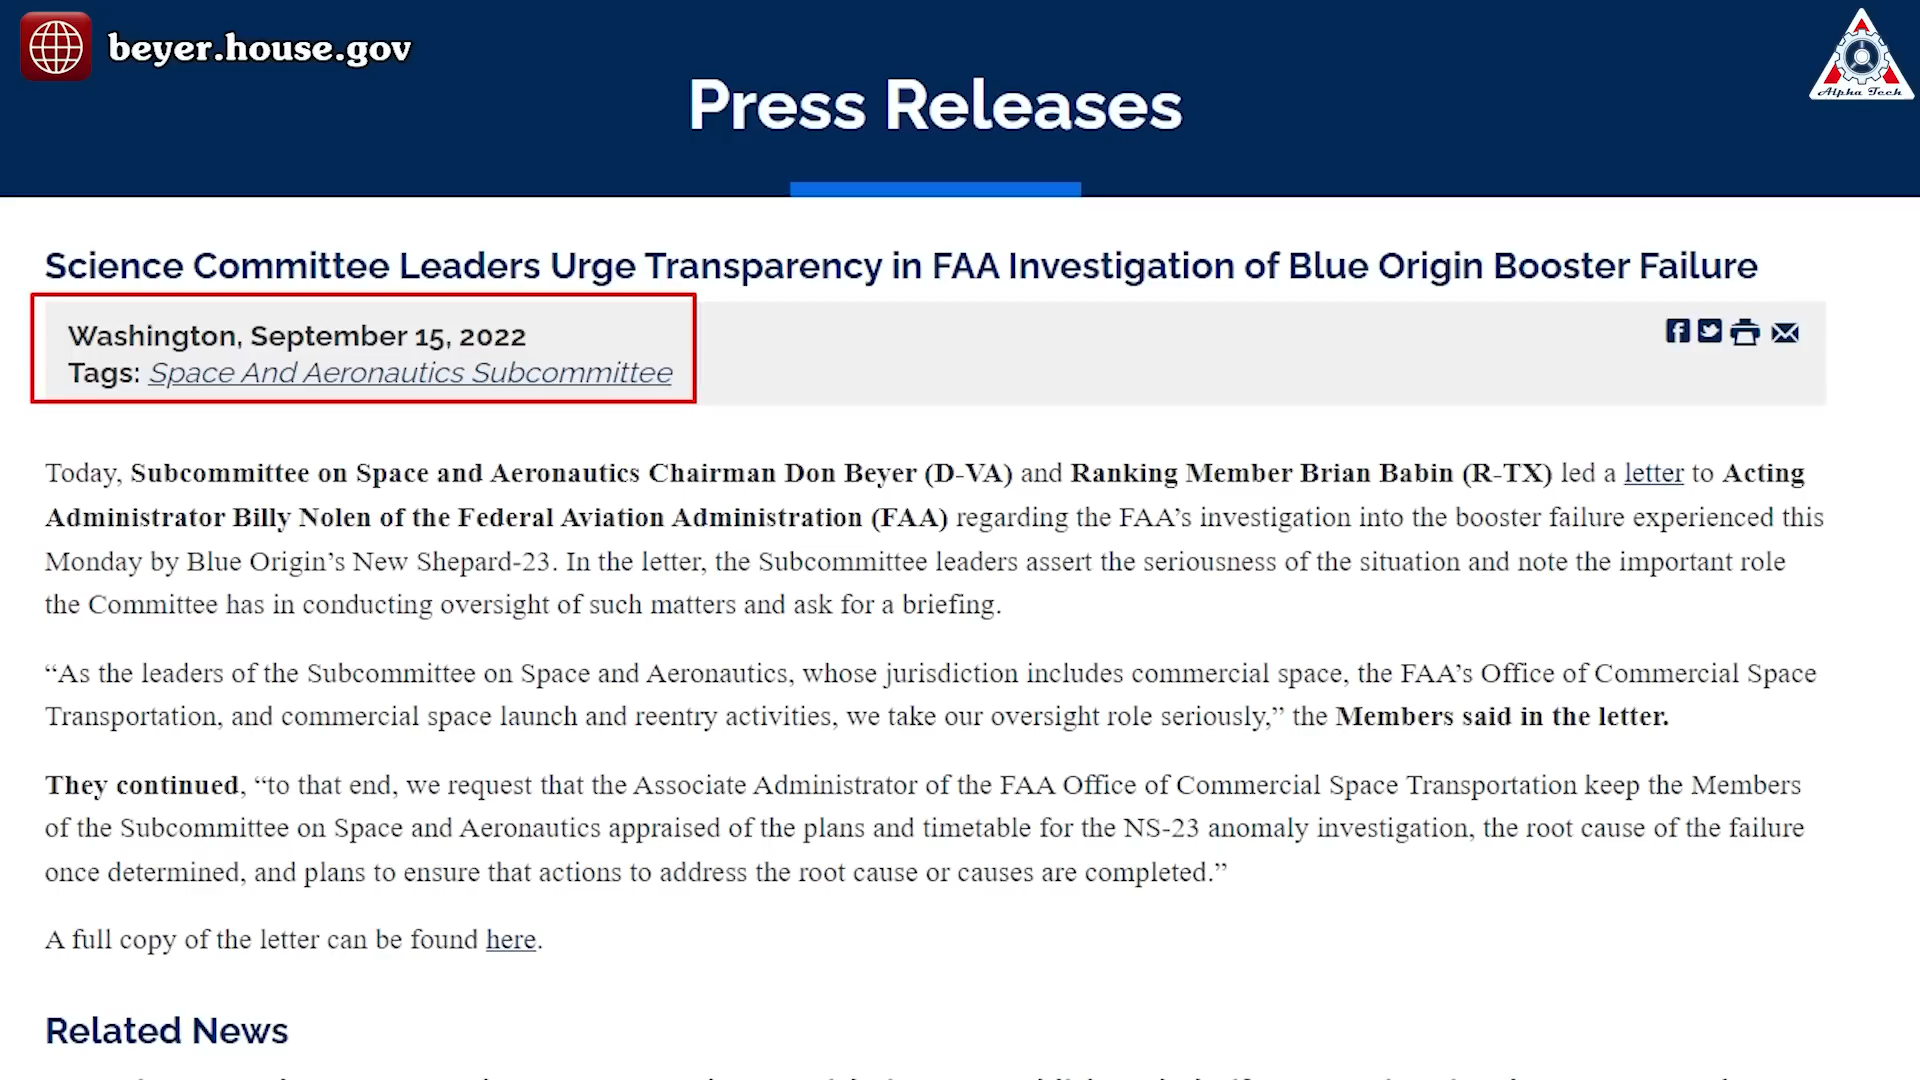 beyer.house.gov
Alpha Tech
Press Releases
Science Committee Leaders Urge Transparency in FAA Investigation of Blue Origin Booster Failure
Washington, September 15, 2022
Tags: Space And Aeronautics Subcommittee
Today, Subcommittee on Space and Aeronautics Chairman Don Beyer (D-VA) and Ranking Member Brian Babin (R-TX) led a letter to Acting
Administrator Billy Nolen of the Federal Aviation Administration (FAA) regarding the FAA’s investigation into the booster failure experienced this
Monday by Blue Origin’s New Shepard-23. In the letter, the Subcommittee leaders assert the seriousness of the situation and note the important role
the Committee has in conducting oversight of such matters and ask for a briefing.
“As the leaders of the Subcommittee on Space and Aeronautics, whose jurisdiction includes commercial space, the FAA’s Office of Commercial Space
Transportation, and commercial space launch and reentry activities, we take our oversight role seriously,” the Members said in the letter.
They continued, “to that end, we request that the Associate Administrator of the FAA Office of Commercial Space Transportation keep the Members
of the Subcommittee on Space and Aeronautics appraised of the plans and timetable for the NS-23 anomaly investigation, the root cause of the failure
once determined, and plans to ensure that actions to address the root cause or causes are completed.”
A full copy of the letter can be found here.
Related News